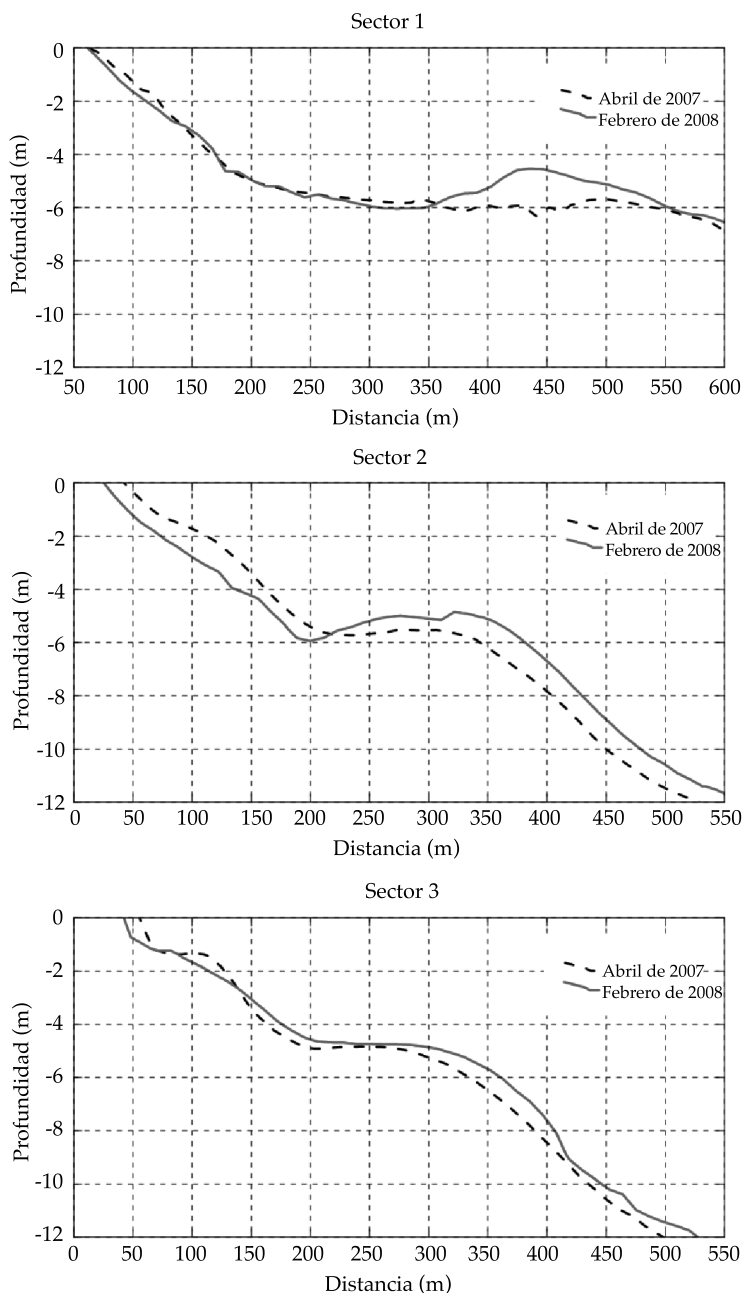 Sector 1
0
-2
-4
-6
-8
-10
-12
Profundidad (m)
Abril de 2007
Febrero de 2008
50 100 150 200 250 300 350 400 450 500 550 600
Distancia (m)
Sector 2
0
-2
-4
-6
-8
-10
-12
Profundidad (m)
Abril de 2007
Febrero de 2008
0 50 100 150 200 250 300 350 400 450 500 550
Distancia (m)
Sector 3
0
-2
-4
-6
-8
-10
-12
Profundidad (m)
Abril de 2007
Febrero de 2008
0 50 100 150 200 250 300 350 400 450 500 550
Distancia (m)